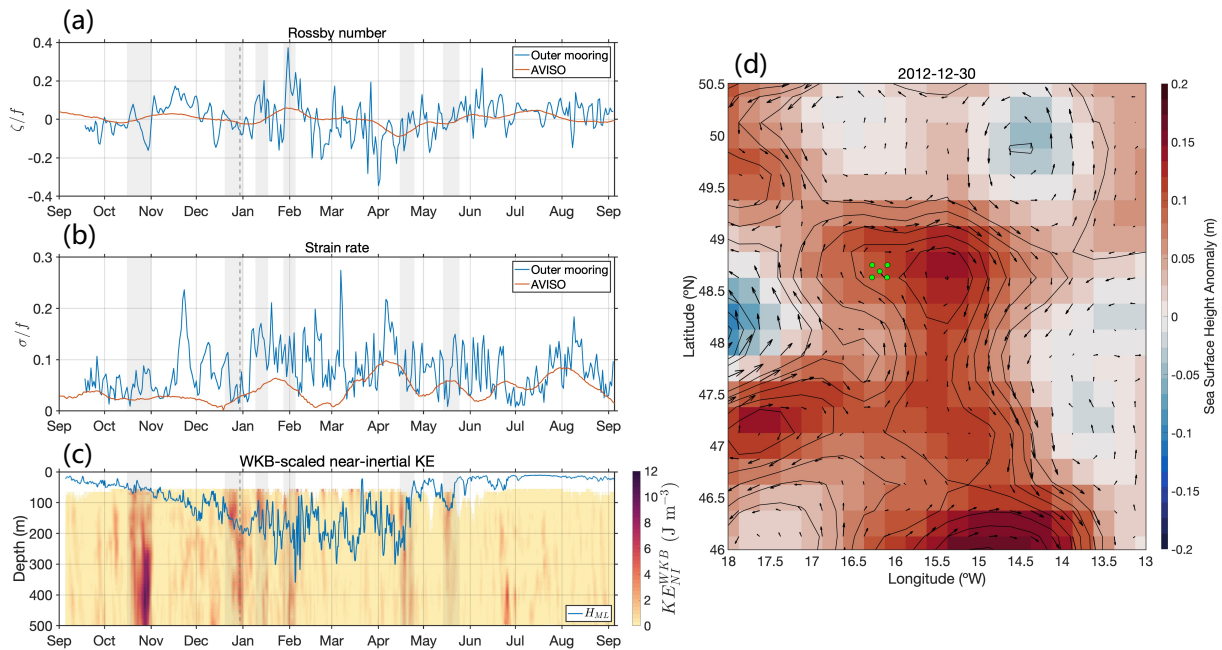 (a)
Rossby number
0.4
0.2
0
-0.2
-0.4
ζ/f
Outer mooring
AVISO
Sep Oct Nov Dec Jan Feb Mar Apr May Jun Jul Aug Sep
(b)
Strain rate
0.3
0.2
0.1
0
σ/f
Outer mooring
AVISO
Sep Oct Nov Dec Jan Feb Mar Apr May Jun Jul Aug Sep
(c)
WKB-scaled near-inertial KE
0
100
200
300
400
500
Depth (m)
H_{ML}
Sep Oct Nov Dec Jan Feb Mar Apr May Jun Jul Aug Sep
12
10
8
6
4
2
0
KE_{NI}^{WKB} (J m^{-3})
(d)
2012-12-30
50.5
50
49.5
49
48.5
48
47.5
47
46.5
46
Latitude (ºN)
18 17.5 17 16.5 16 15.5 15 14.5 14 13.5 13
Longitude (ºW)
0.2
0.15
0.1
0.05
0
-0.05
-0.1
-0.15
-0.2
Sea Surface Height Anomaly (m)